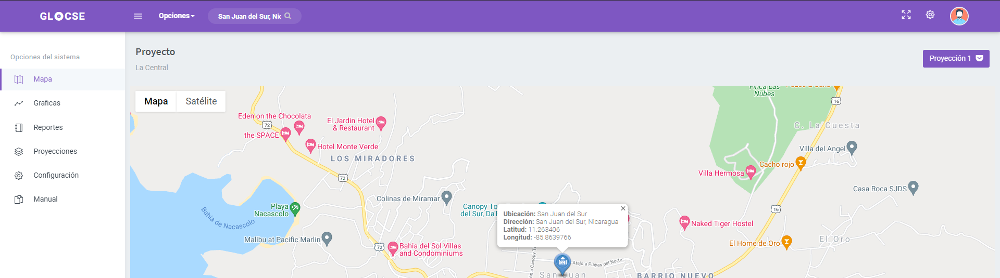 GLOCSE
Opciones
San Juan del Sur, Nic
Opciones del sistema
Mapa
Graficas
Reportes
Proyecciones
Configuración
Manual
Proyecto
La Central
Proyección 1
Mapa
Satélite
Finca Las
Nubes
16
C. La Cuesta
Eden on the Chocolata
72
the SPACE
El Jardin Hotel
& Restaurant
Hotel Monte Verde
LOS MIRADORES
72
Villa del Angel
Cacho rojo
Villa Hermosa
Casa Roca SJDS
Colinas de Miramar
Playa
Nacascolo
Bahía de Nacascolo
Canopy To
del Sur, Da'
16
Ubicación: San Juan del Sur
Dirección: San Juan del Sur, Nicaragua
Latitud: 11.263406
Longitud: -85.8639766
Naked Tiger Hostel
Malibu at Pacific Marlin
72
Bahia del Sol Villas
and Condominiums
El Home de Oro
El Oro
Atajo a Playas del Norte
San Juan
BARRIO NUEVO